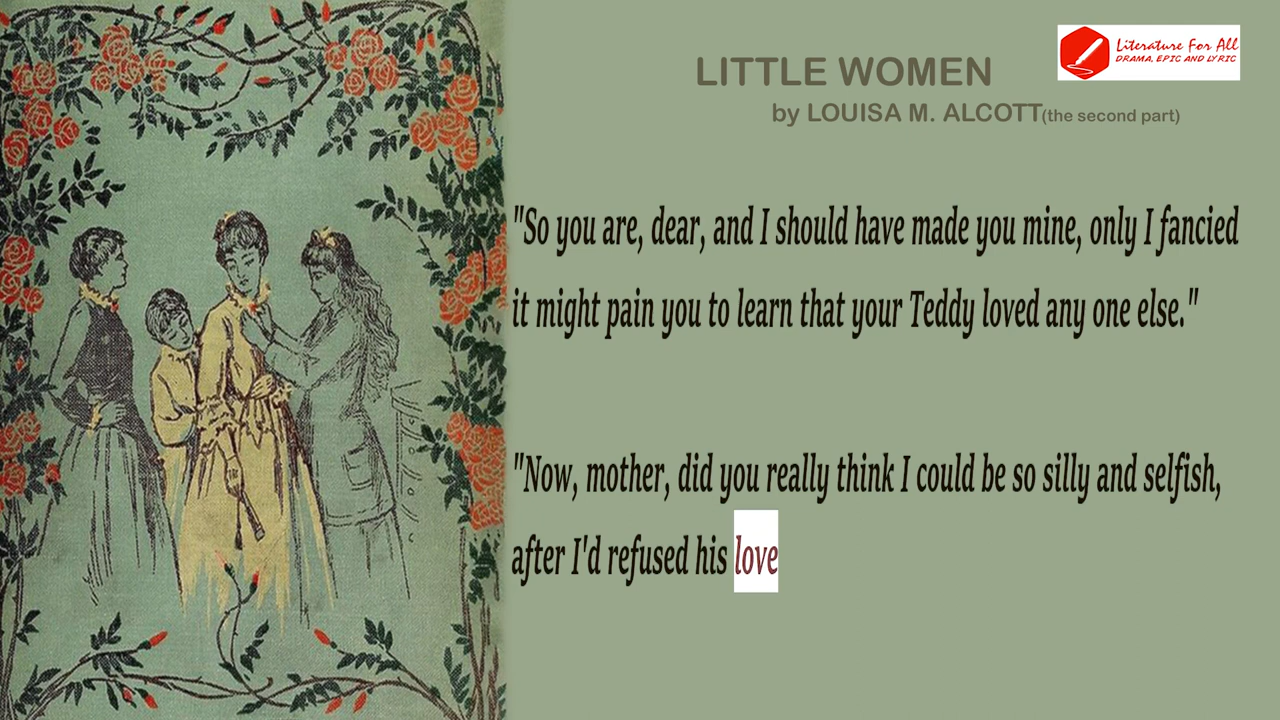 LITTLE WOMEN
Literature For All
DRAMA, EPIC AND LYRIC
by LOUISA M. ALCOTT(the second part)
"So you are, dear, and I should have made you mine, only I fancied
it might pain you to learn that your Teddy loved any one else."
"Now, mother, did you really think I could be so silly and selfish,
after I'd refused his love